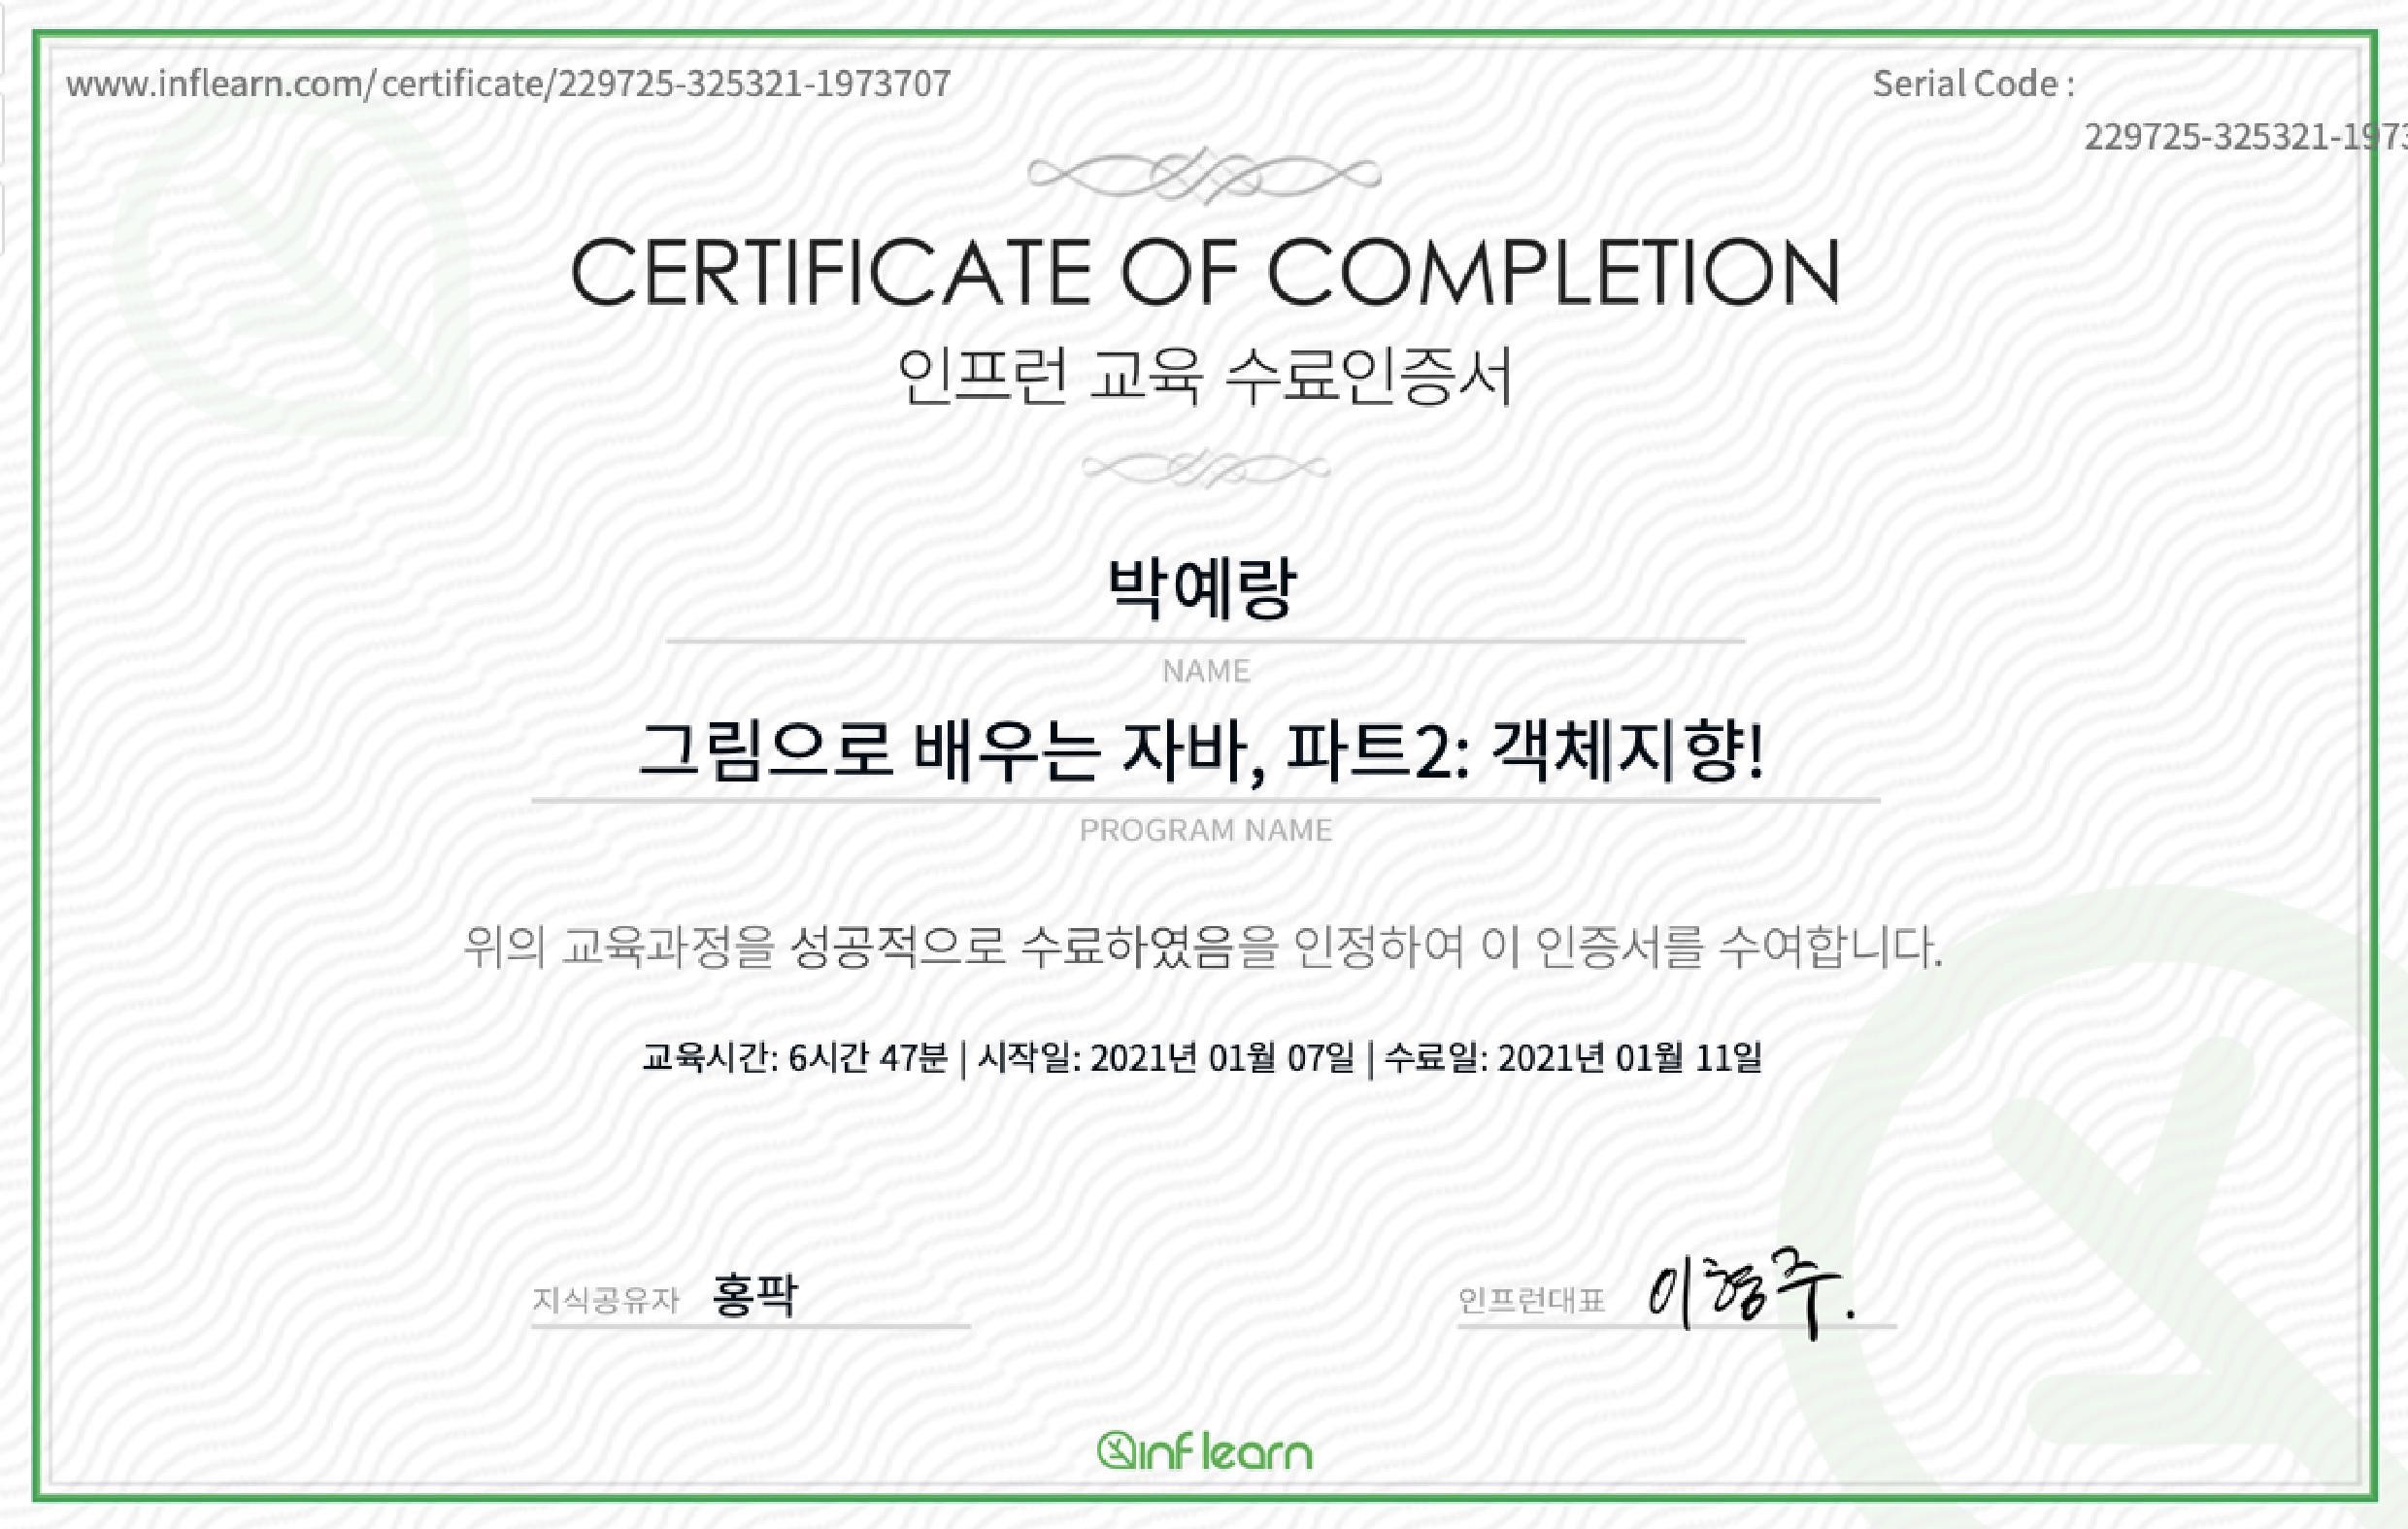 www.inflearn.com/certificate/229725-325321-1973707
Serial Code :
229725-325321-1973
CERTIFICATE OF COMPLETION
인프런 교육 수료인증서
박예랑
NAME
그림으로 배우는 자바, 파트2: 객체지향!
PROGRAM NAME
위의 교육과정을 성공적으로 수료하였음을 인정하여 이 인증서를 수여합니다.
교육시간: 6시간 47분 | 시작일: 2021년 01월 07일 | 수료일: 2021년 01월 11일
지식공유자 홍팍
인프런대표 이형주.
inflearn